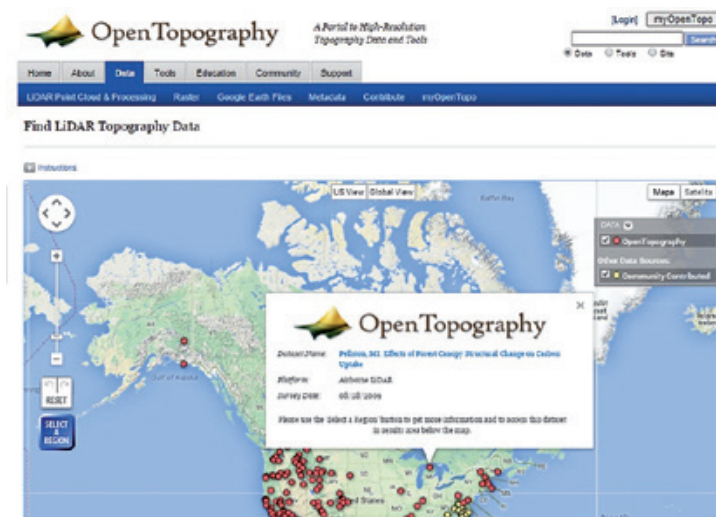 OpenTopography
A Portal to High-Resolution
Topography Data and Tools
[Login] myOpenTopo
Search
Data Tools Site
Home About Data Tools Education Community Support
LiDAR Point Cloud & Processing Raster Google Earth Files Metadata Contribute myOpenTopo
Find LiDAR Topography Data
Instructions
US View Global View
Maps Satellite
Baffin Bay
DATA
OpenTopography
Other Data Sources:
Community Contributed
Gulf of Alaska
RESET
SELECT
A
REGION
OpenTopography
Dataset Name: Pellston, MI: Effects of Forest Canopy Structural Change on Carbon
Uptake
Platform: Airborne LiDAR
Survey Date:
Please use the 'Select a Region' button to get more information and to access this dataset
in results area below the map.
United States